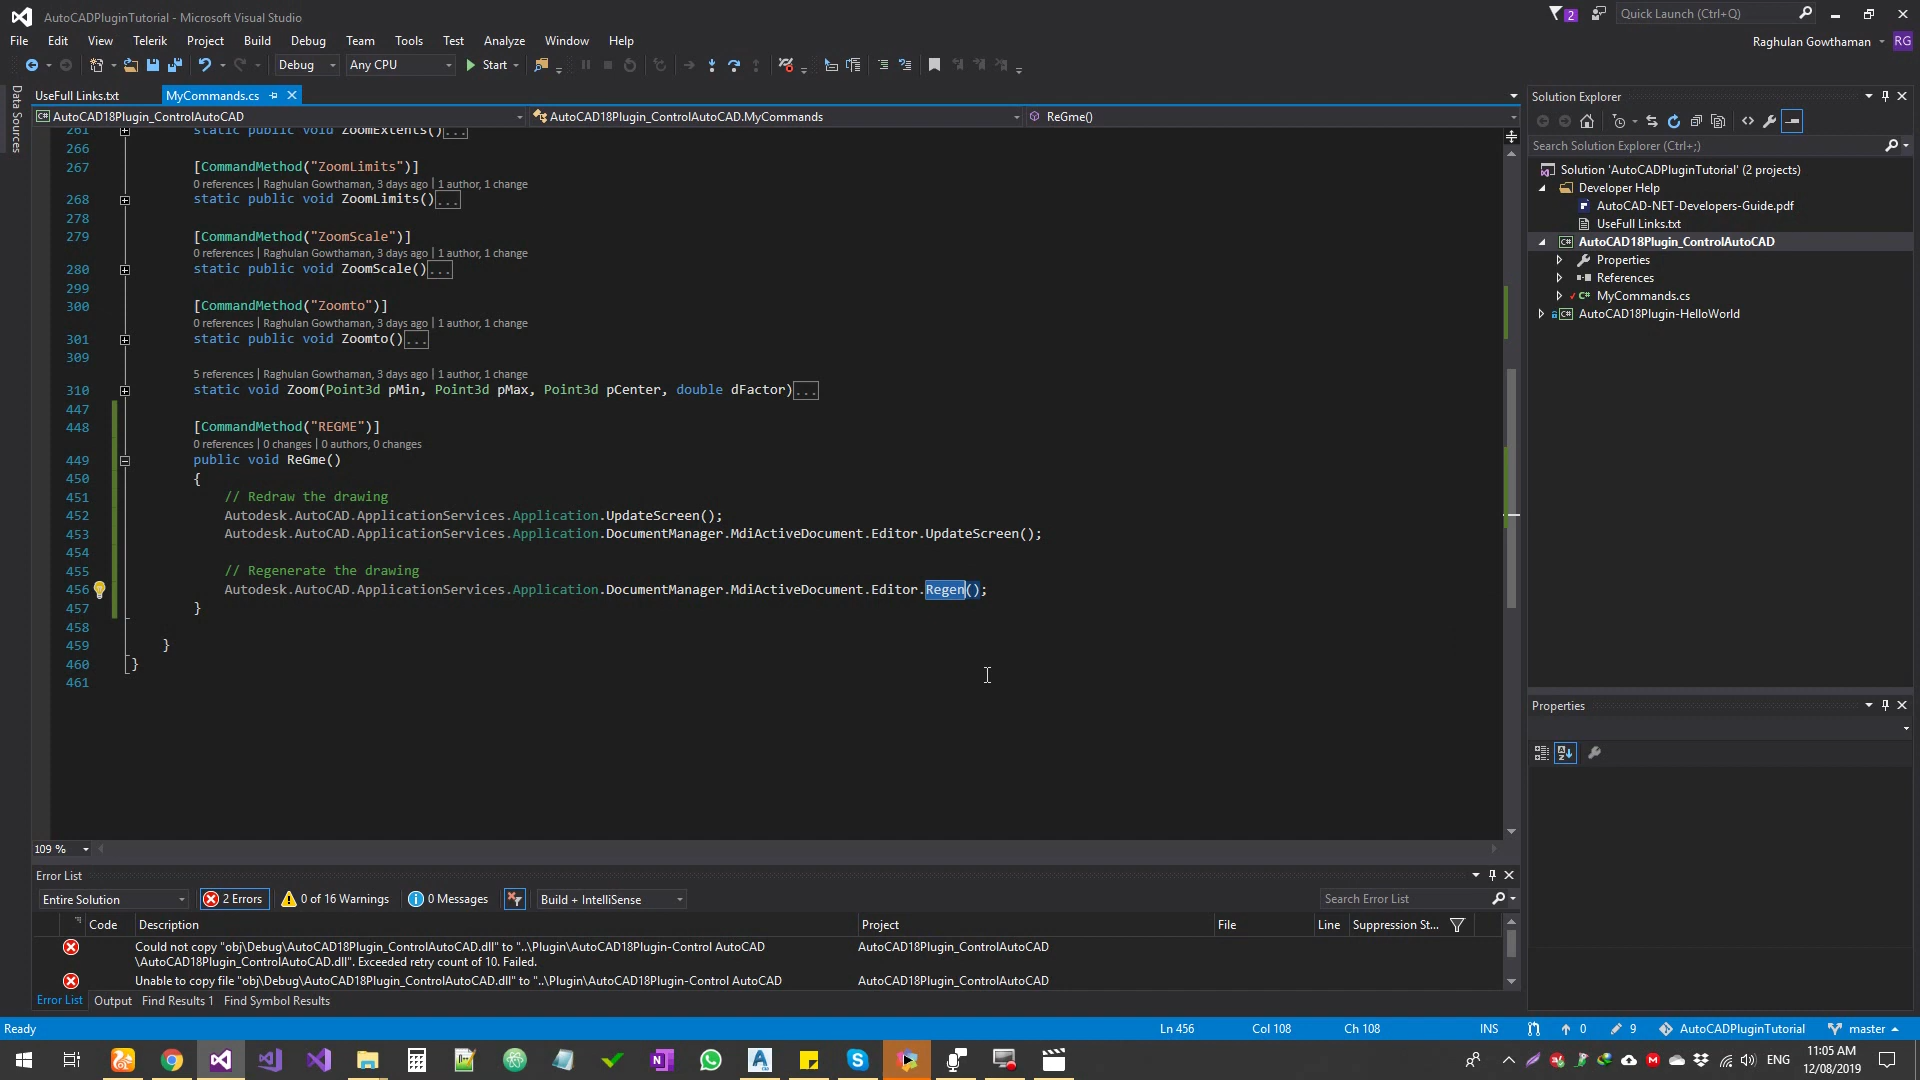 AutoCADPluginTutorial - Microsoft Visual Studio
2
Quick Launch (Ctrl+Q)
File Edit View Telerik Project Build Debug Team Tools Test Analyze Window Help
Raghulan Gowthaman RG
Debug Any CPU Start
Data Sources
UseFull Links.txt MyCommands.cs
AutoCAD18Plugin_ControlAutoCAD AutoCAD18Plugin_ControlAutoCAD.MyCommands ReGme()
261 static public void ZoomExtents()...
266
267 [CommandMethod("ZoomLimits")]
0 references | Raghulan Gowthaman, 3 days ago | 1 author, 1 change
268 static public void ZoomLimits()...
278
279 [CommandMethod("ZoomScale")]
0 references | Raghulan Gowthaman, 3 days ago | 1 author, 1 change
280 static public void ZoomScale()...
299
300 [CommandMethod("Zoomto")]
0 references | Raghulan Gowthaman, 3 days ago | 1 author, 1 change
301 static public void Zoomto()...
309
5 references | Raghulan Gowthaman, 3 days ago | 1 author, 1 change
310 static void Zoom(Point3d pMin, Point3d pMax, Point3d pCenter, double dFactor)...
447
448 [CommandMethod("REGME")]
0 references | 0 changes | 0 authors, 0 changes
449 public void ReGme()
450 {
451 // Redraw the drawing
452 Autodesk.AutoCAD.ApplicationServices.Application.UpdateScreen();
453 Autodesk.AutoCAD.ApplicationServices.Application.DocumentManager.MdiActiveDocument.Editor.UpdateScreen();
454
455 // Regenerate the drawing
456 Autodesk.AutoCAD.ApplicationServices.Application.DocumentManager.MdiActiveDocument.Editor.Regen();
457 }
458
459 }
460 }
461
109 %
Solution Explorer
Search Solution Explorer (Ctrl+;)
Solution 'AutoCADPluginTutorial' (2 projects)
Developer Help
AutoCAD-NET-Developers-Guide.pdf
UseFull Links.txt
AutoCAD18Plugin_ControlAutoCAD
Properties
References
MyCommands.cs
AutoCAD18Plugin-HelloWorld
Properties
Error List
Entire Solution 2 Errors 0 of 16 Warnings 0 Messages Build + IntelliSense Search Error List
Code Description Project File Line Suppression St...
Could not copy "obj\Debug\AutoCAD18Plugin_ControlAutoCAD.dll" to "..\Plugin\AutoCAD18Plugin-Control AutoCAD AutoCAD18Plugin_ControlAutoCAD
\AutoCAD18Plugin_ControlAutoCAD.dll". Exceeded retry count of 10. Failed.
Unable to copy file "obj\Debug\AutoCAD18Plugin_ControlAutoCAD.dll" to "..\Plugin\AutoCAD18Plugin-Control AutoCAD AutoCAD18Plugin_ControlAutoCAD
Error List Output Find Results 1 Find Symbol Results
Ready Ln 456 Col 108 Ch 108 INS 0 9 AutoCADPluginTutorial master
ENG 11:05 AM
12/08/2019